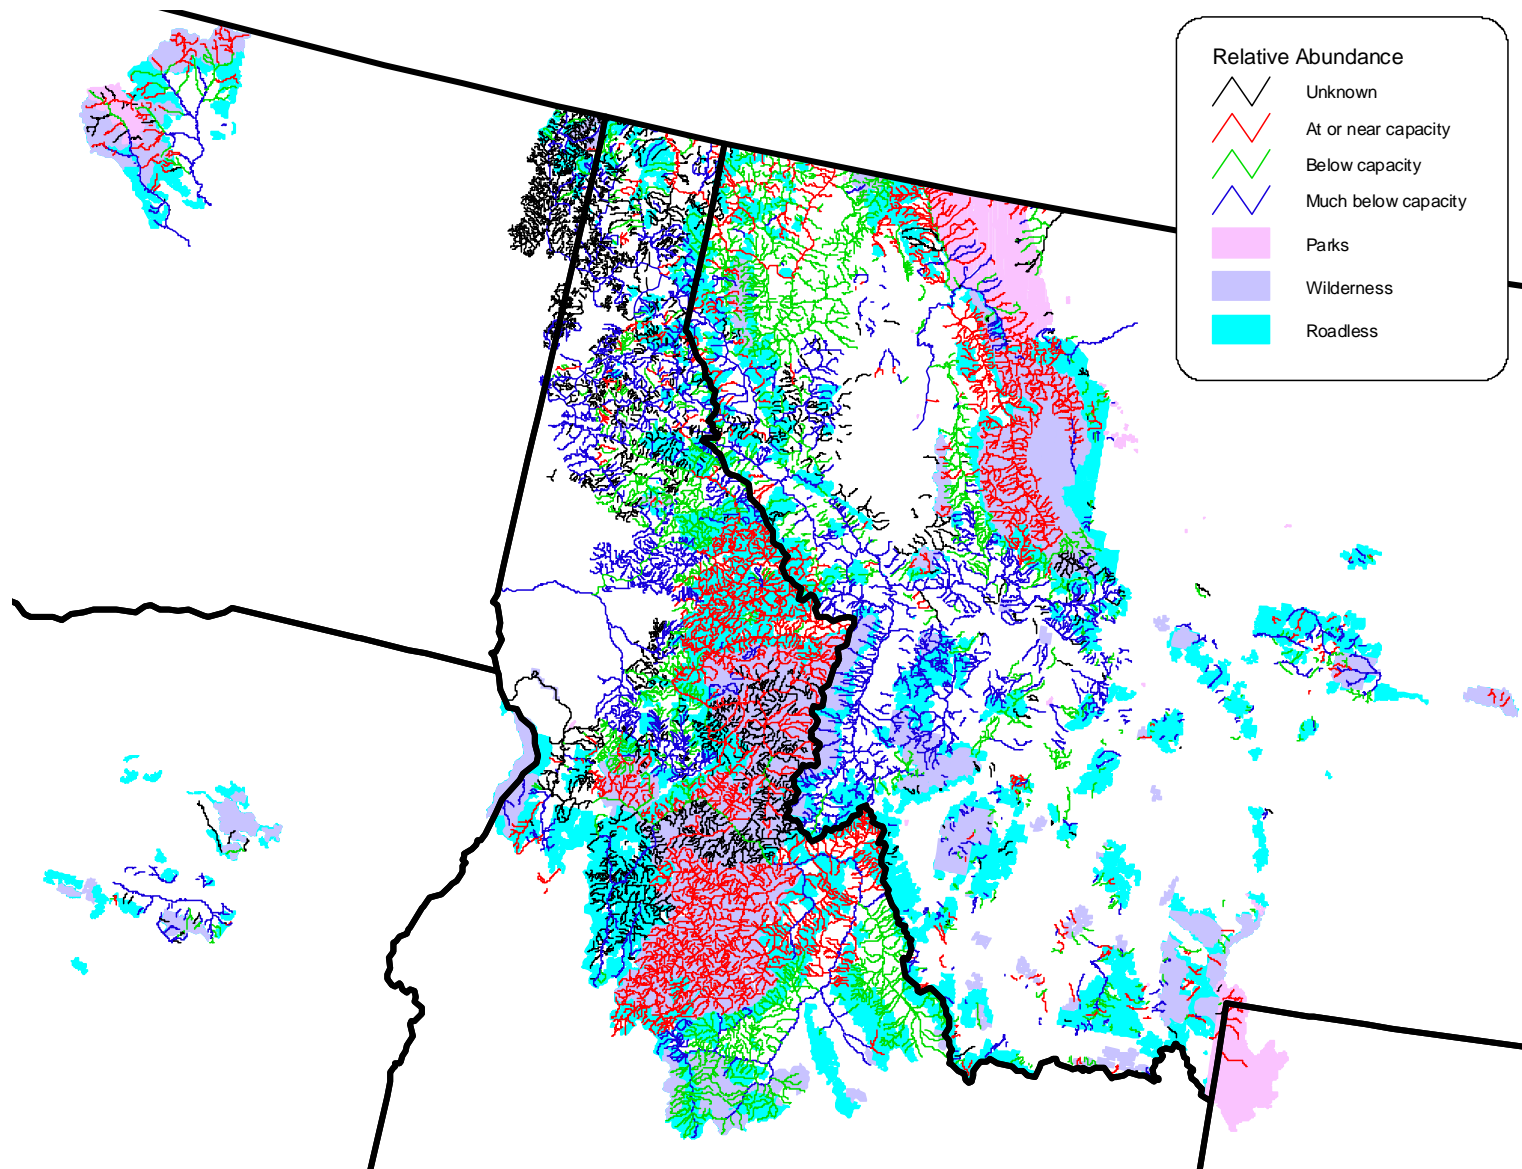 Relative Abundance
Unknown
At or near capacity
Below capacity
Much below capacity
Parks
Wilderness
Roadless